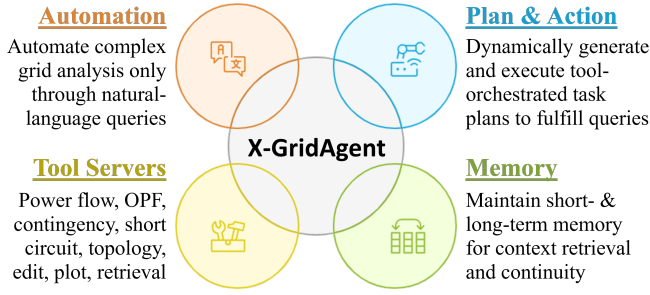 Automation
Automate complex
grid analysis only
through natural-
language queries
Plan & Action
Dynamically generate
and execute tool-
orchestrated task
plans to fulfill queries
A
文
X-GridAgent
Tool Servers
Power flow, OPF,
contingency, short
circuit, topology,
edit, plot, retrieval
Memory
Maintain short- &
long-term memory
for context retrieval
and continuity